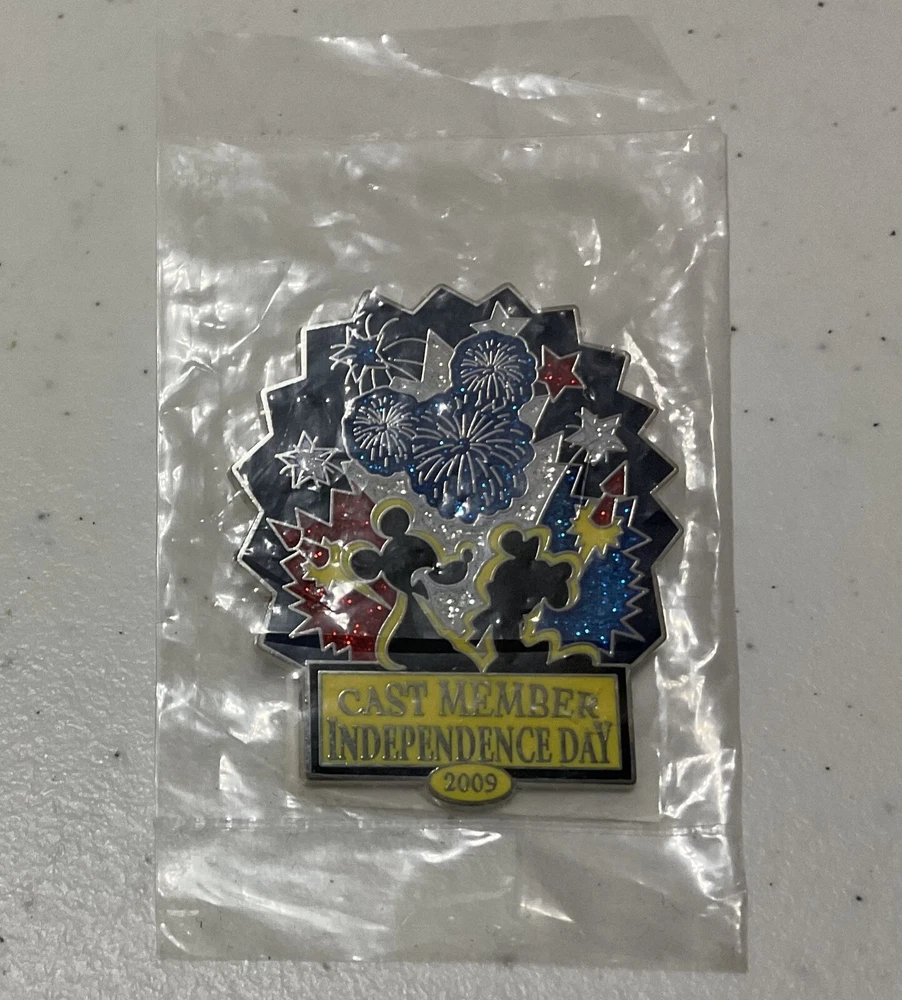 CAST MEMBER
INDEPENDENCE DAY
2009